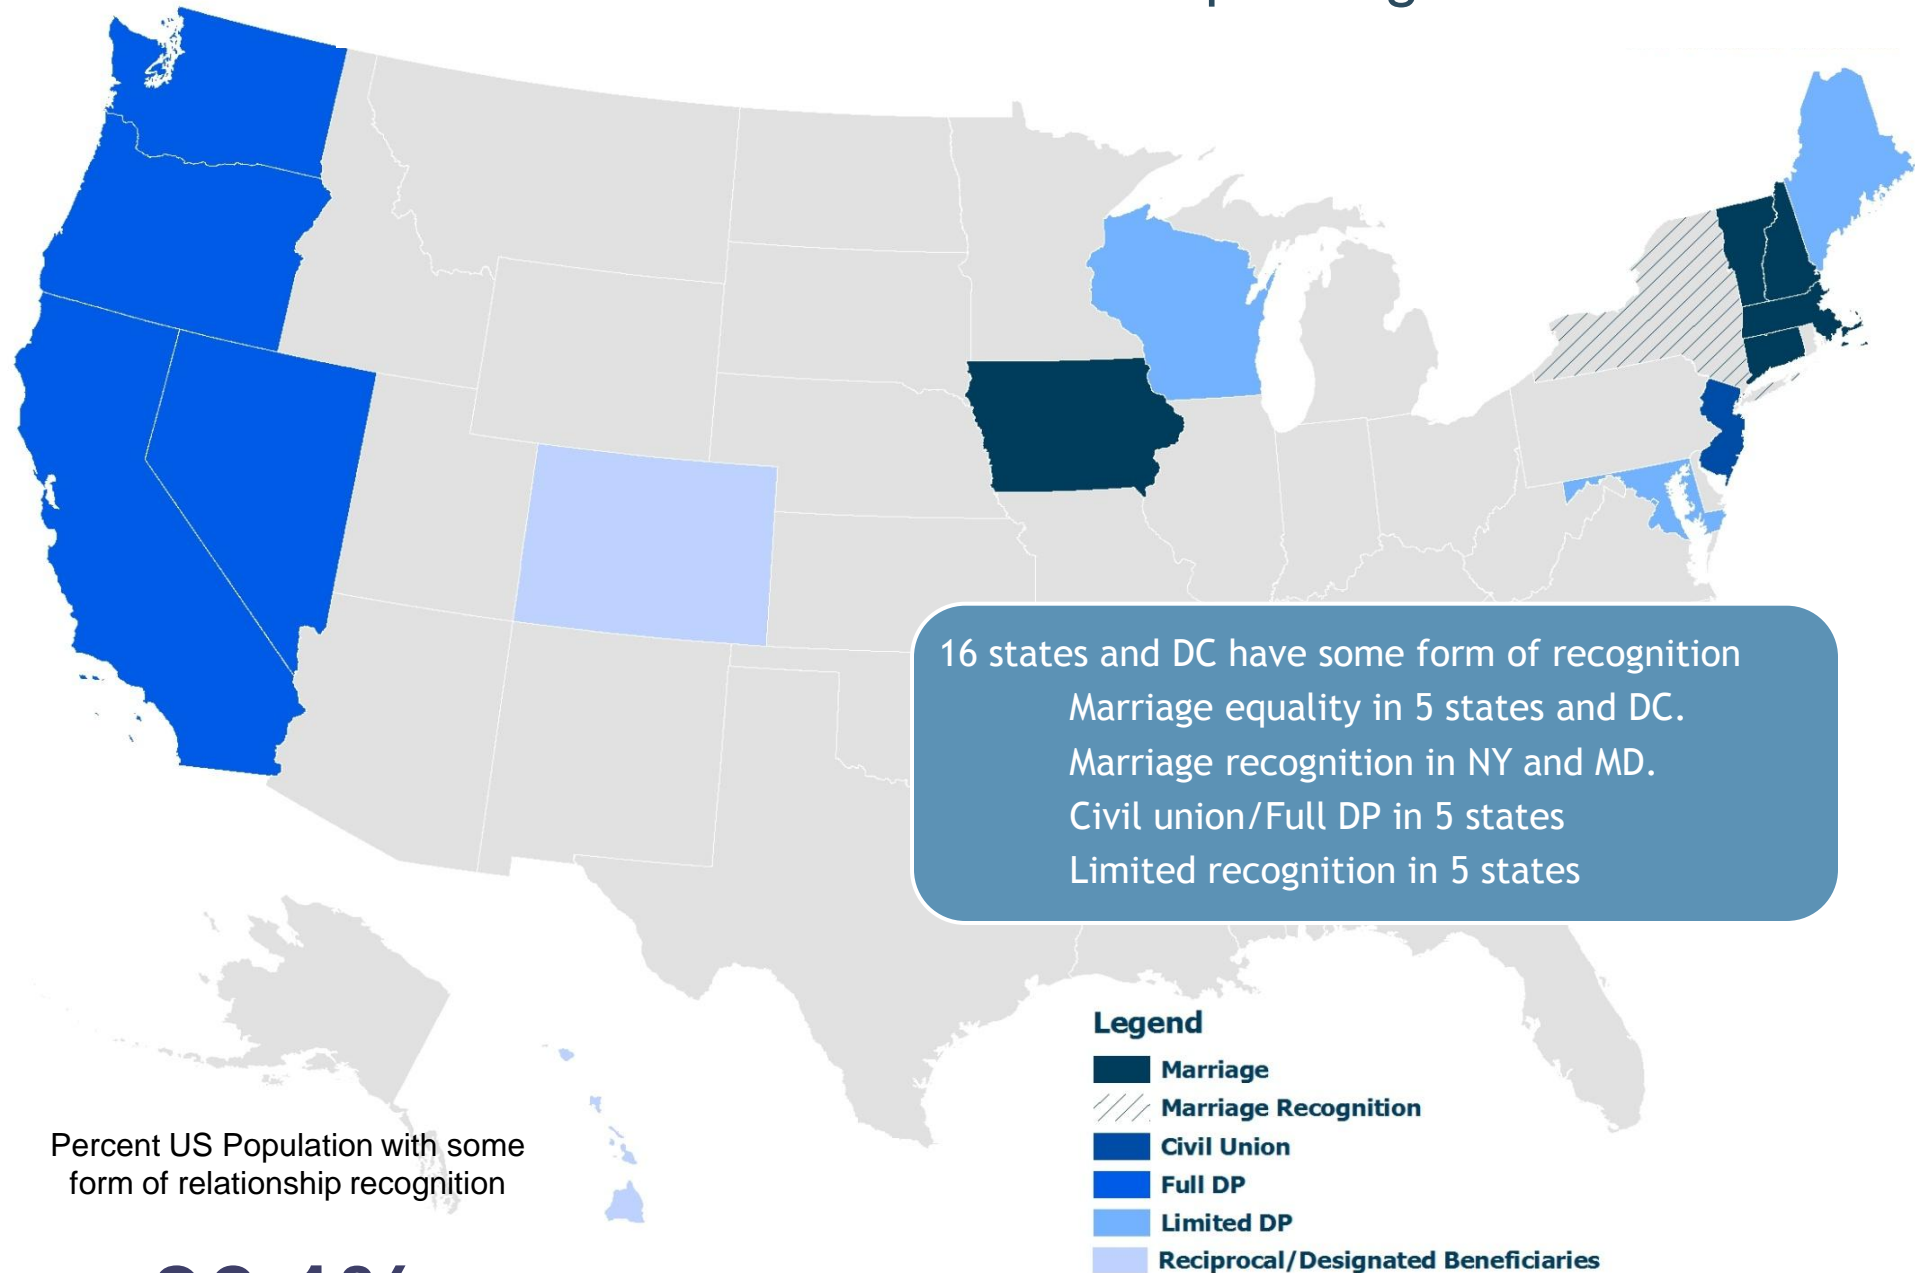 16 states and DC have some form of recognition
Marriage equality in 5 states and DC.
Marriage recognition in NY and MD.
Civil union/Full DP in 5 states
Limited recognition in 5 states
Legend
Marriage
Marriage Recognition
Civil Union
Full DP
Limited DP
Reciprocal/Designated Beneficiaries
Percent US Population with some
form of relationship recognition